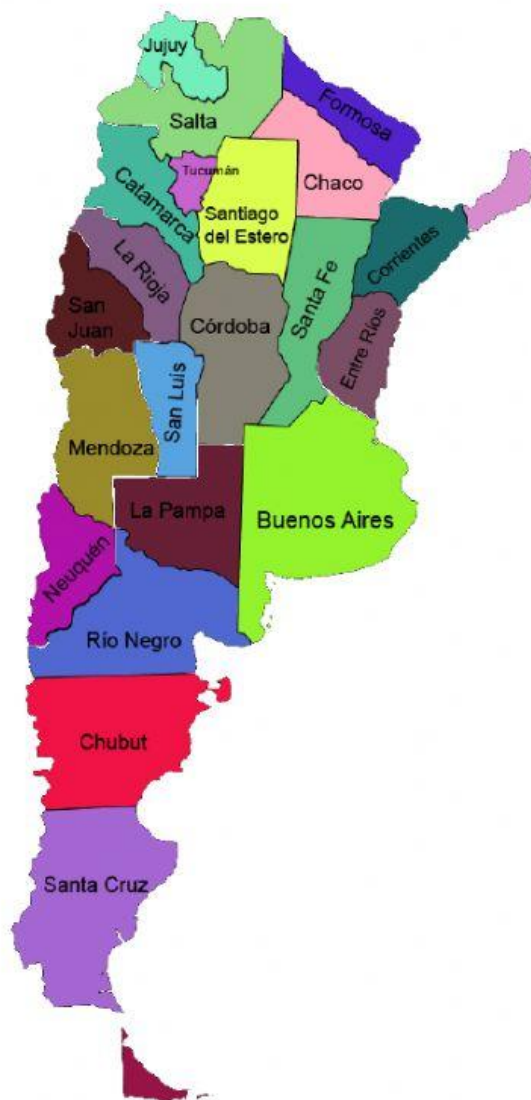 Jujuy
Salta
Formosa
Chaco
Tucumán
Catamarca
Santiago
del Estero
Corrientes
Santa Fe
La Rioja
San
Juan
Córdoba
Entre Ríos
San Luis
Mendoza
La Pampa
Buenos Aires
Neuquén
Río Negro
Chubut
Santa Cruz